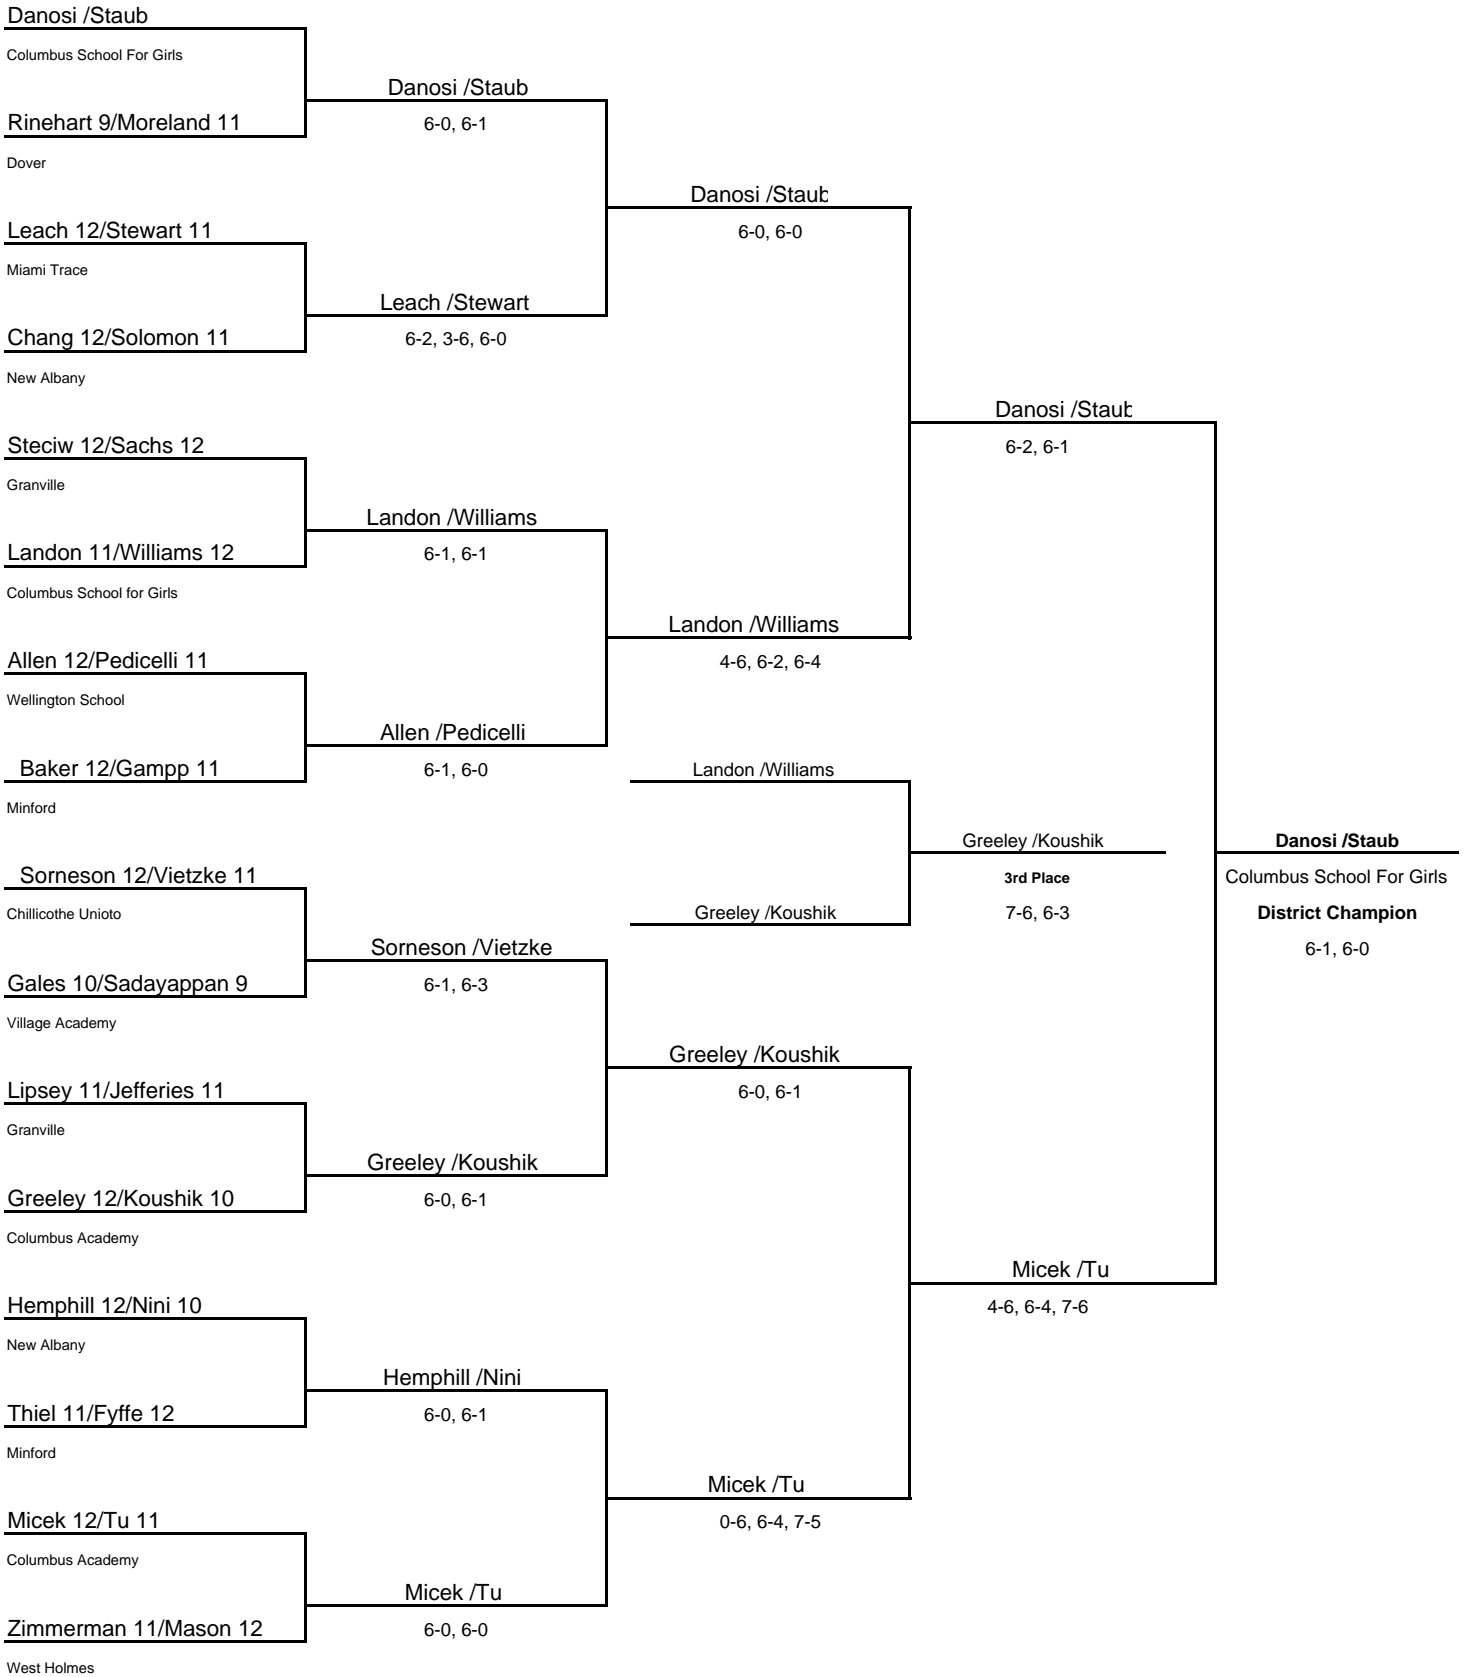 Danosi /Staub
Columbus School For Girls
Danosi /Staub
Rinehart 9/Moreland 11
6-0, 6-1
Dover
Danosi /Staub
Leach 12/Stewart 11
6-0, 6-0
Miami Trace
Leach /Stewart
Chang 12/Solomon 11
6-2, 3-6, 6-0
New Albany
Danosi /Staub
Steciw 12/Sachs 12
6-2, 6-1
Granville
Landon /Williams
Landon 11/Williams 12
6-1, 6-1
Columbus School for Girls
Landon /Williams
Allen 12/Pedicelli 11
4-6, 6-2, 6-4
Wellington School
Allen /Pedicelli
Baker 12/Gampp 11
6-1, 6-0
Landon /Williams
Minford
Greeley /Koushik
Danosi /Staub
Sorneson 12/Vietzke 11
3rd Place
Columbus School For Girls
Chillicothe Unioto
Greeley /Koushik
7-6, 6-3
District Champion
Sorneson /Vietzke
6-1, 6-0
Gales 10/Sadayappan 9
6-1, 6-3
Village Academy
Greeley /Koushik
Lipsey 11/Jefferies 11
6-0, 6-1
Granville
Greeley /Koushik
Greeley 12/Koushik 10
6-0, 6-1
Columbus Academy
Micek /Tu
Hemphill 12/Nini 10
4-6, 6-4, 7-6
New Albany
Hemphill /Nini
Thiel 11/Fyffe 12
6-0, 6-1
Minford
Micek /Tu
Micek 12/Tu 11
0-6, 6-4, 7-5
Columbus Academy
Micek /Tu
Zimmerman 11/Mason 12
6-0, 6-0
West Holmes